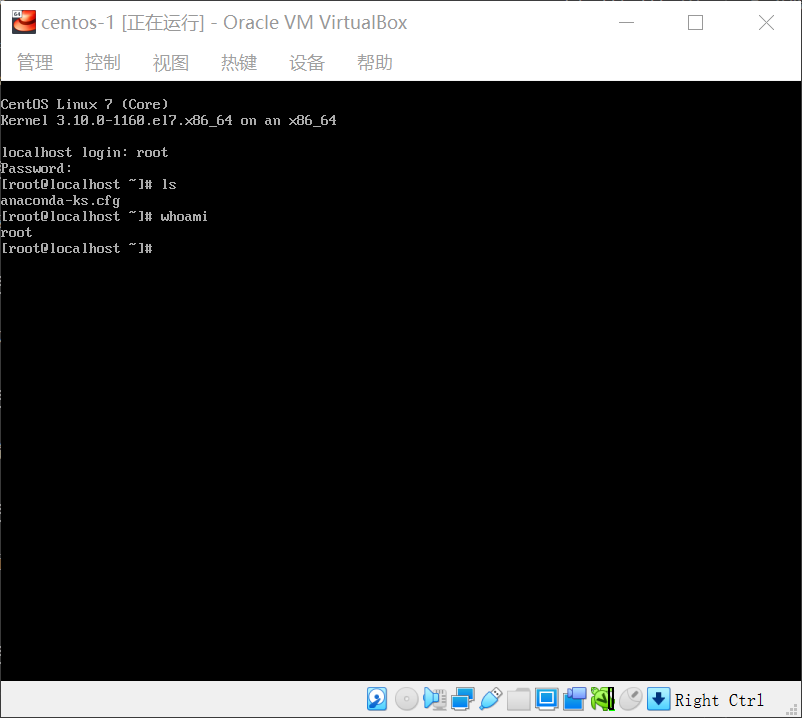 centos-1 [正在运行] - Oracle VM VirtualBox
管理 控制 视图 热键 设备 帮助
CentOS Linux 7 (Core)
Kernel 3.10.0-1160.el7.x86_64 on an x86_64
localhost login: root
Password:
[root@localhost ~]# ls
anaconda-ks.cfg
[root@localhost ~]# whoami
root
[root@localhost ~]#
Right Ctrl